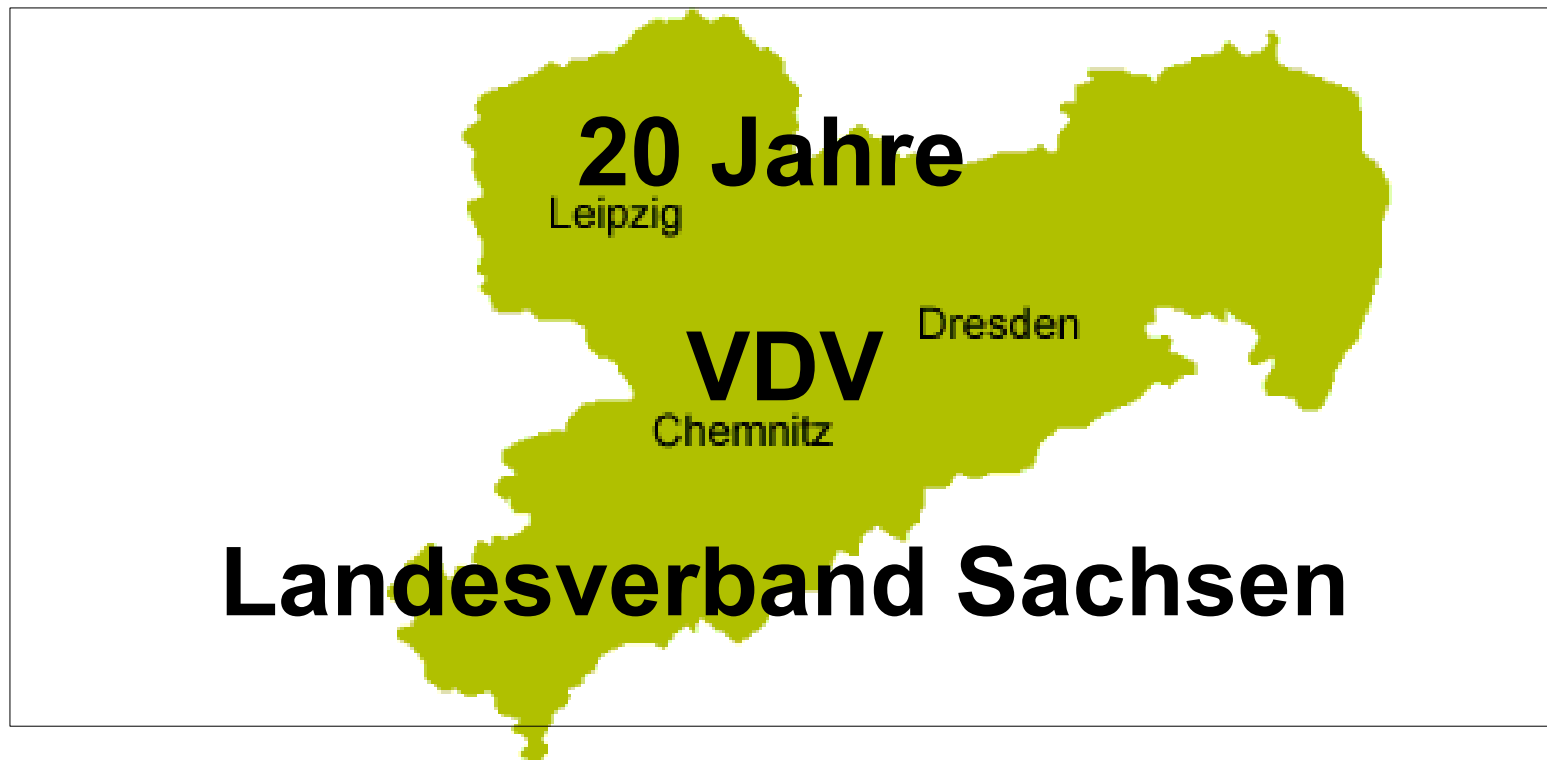 20 Jahre
Leipzig
Dresden
VDV
Chemnitz
Landesverband Sachsen